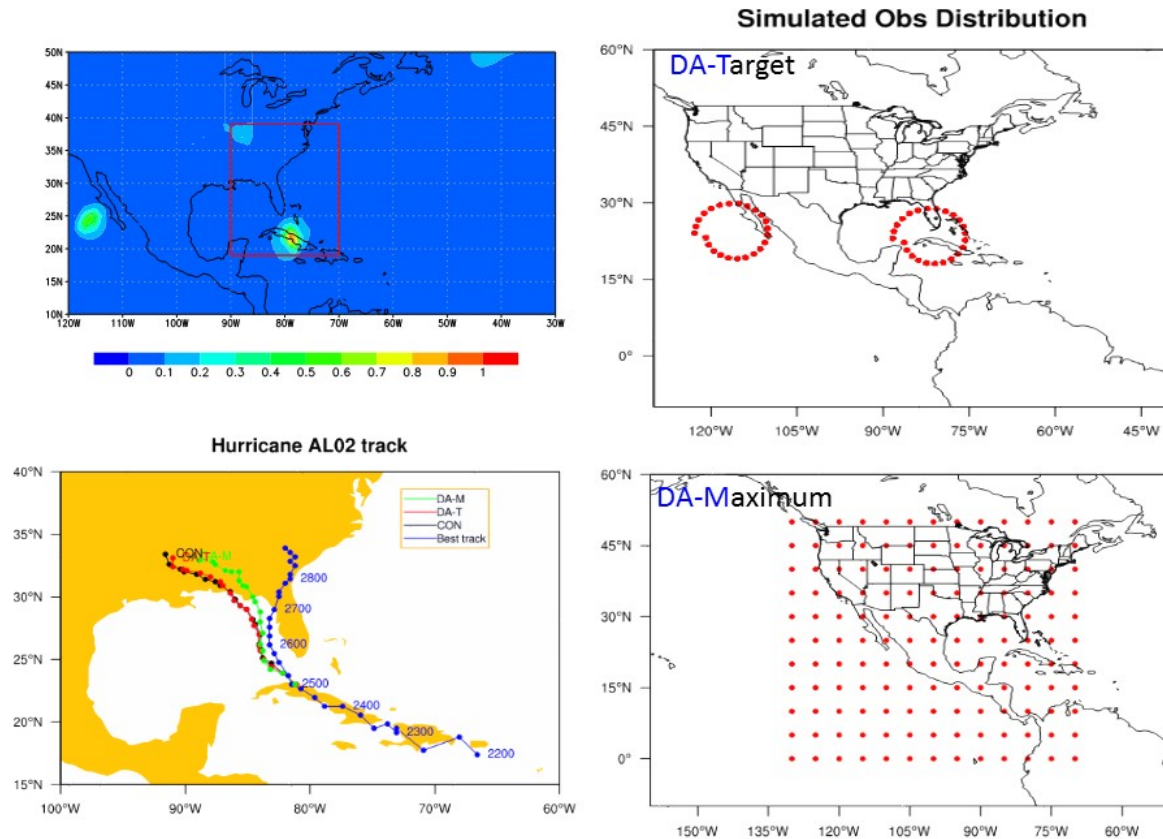 Simulated Obs Distribution
50N
45N
40N
35N
30N
25N
20N
15N
10N
120W 110W 100W 90W 80W 70W 60W 50W 40W 30W
0 0.1 0.2 0.3 0.4 0.5 0.6 0.7 0.8 0.9 1
60°N
DA-Target
45°N
30°N
15°N
0°
120°W 105°W 90°W 75°W 60°W 45°W
Hurricane AL02 track
40°N
35°N
30°N
25°N
20°N
15°N
100°W 90°W 80°W 70°W 60°W
DA-M
DA-T
CON
Best track
CON
DA-T
DA-M
2800
2700
2600
2500
2400
2300
2200
60°N
DA-Maximum
45°N
30°N
15°N
0°
150°W 135°W 120°W 105°W 90°W 75°W 60°W